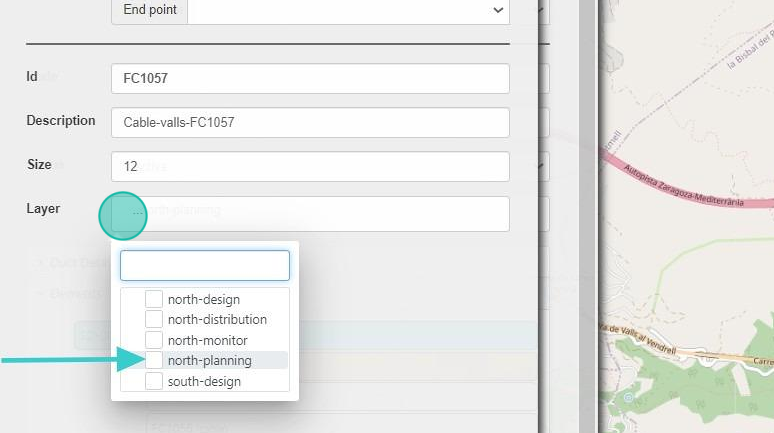 End point
Id
FC1057
Description
Cable-valls-FC1057
Size
12
Layer
... north-planning
north-design
north-distribution
north-monitor
north-planning
south-design
la Bisbal del
Autopista Zaragoza-Mediterrània
de Valls al Vendrell
Carre